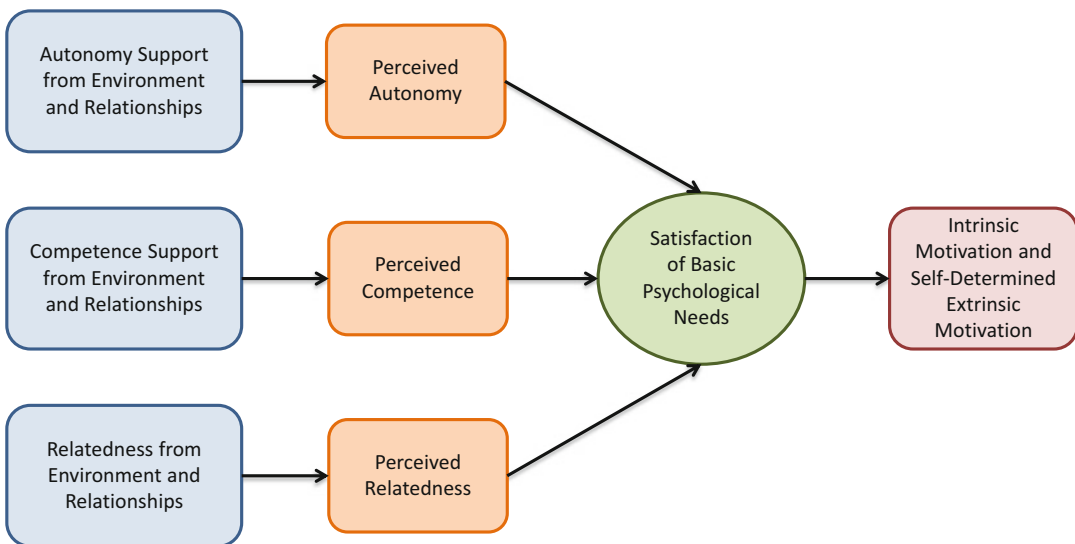 Autonomy Support
from Environment
and Relationships
Perceived
Autonomy
Competence Support
from Environment
and Relationships
Perceived
Competence
Satisfaction
of Basic
Psychological
Needs
Intrinsic
Motivation and
Self-Determined
Extrinsic
Motivation
Relatedness from
Environment and
Relationships
Perceived
Relatedness